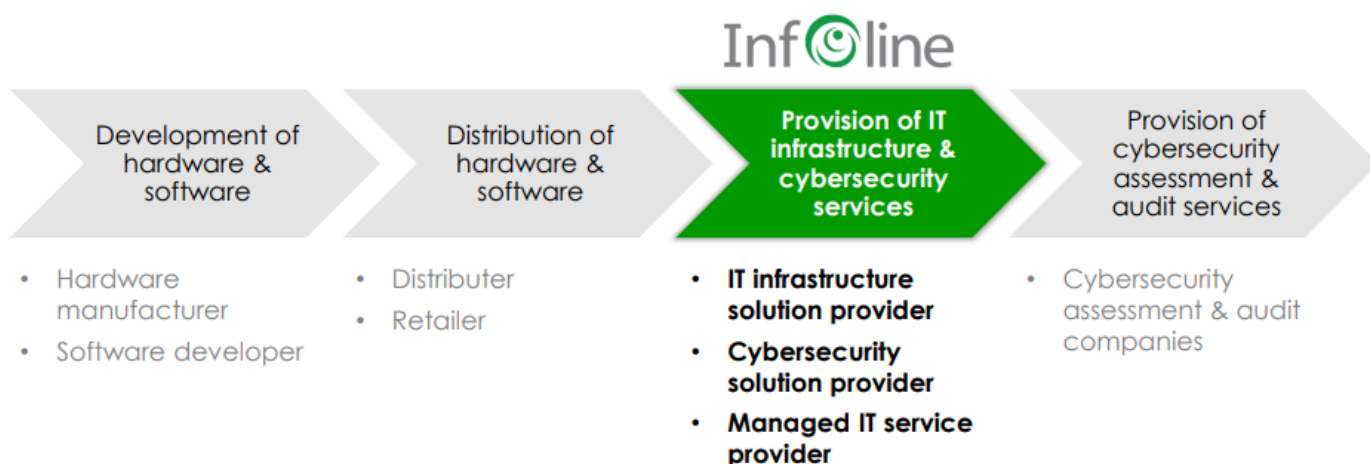 Infoline
Development of
hardware &
software
Distribution of
hardware &
software
Provision of IT
infrastructure &
cybersecurity
services
Provision of
cybersecurity
assessment &
audit services
• Hardware
manufacturer
• Software developer
• Distributer
• Retailer
• IT infrastructure
solution provider
• Cybersecurity
solution provider
• Managed IT service
provider
• Cybersecurity
assessment & audit
companies